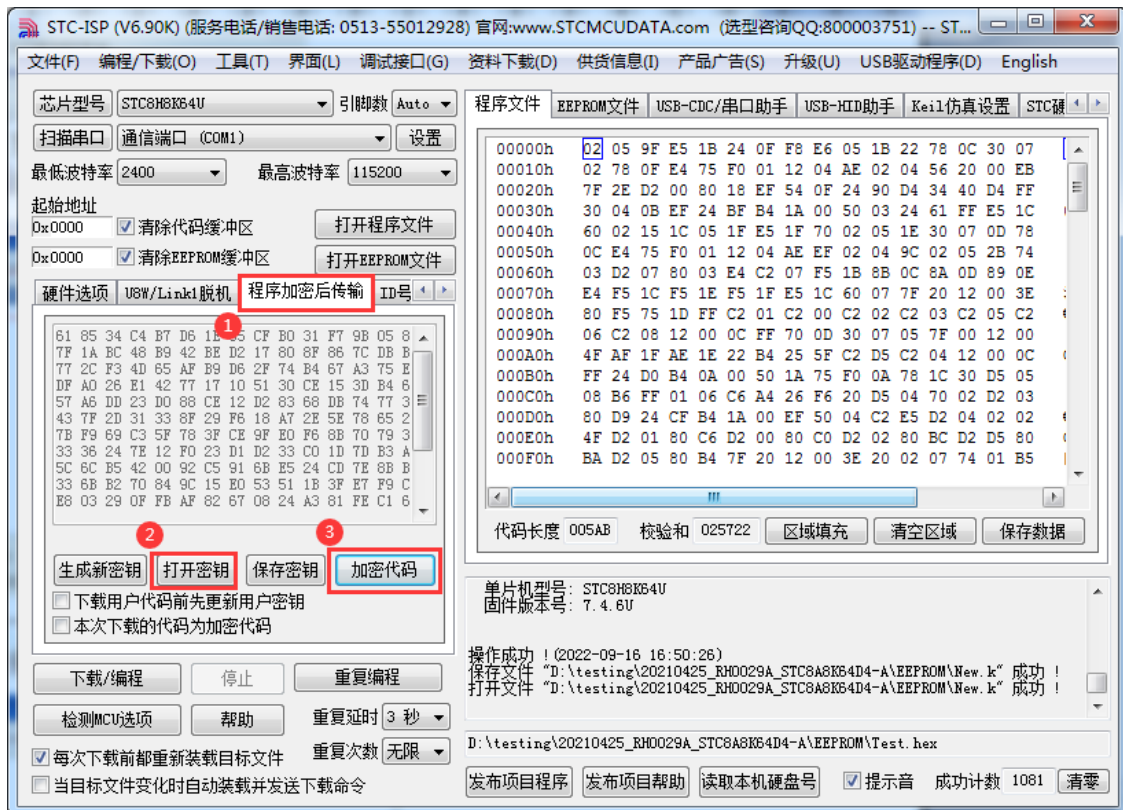 STC-ISP (V6.90K) (服务电话/销售电话: 0513-55012928) 官网:www.STCMCUDATA.com (选型咨询QQ:800003751) -- ST...
文件(F) 编程/下载(O) 工具(T) 界面(L) 调试接口(G) 资料下载(D) 供货信息(I) 产品广告(S) 升级(U) USB驱动程序(D) English
芯片型号 STC8H8K64U 引脚数 Auto
扫描串口 通信端口 (COM1) 设置
最低波特率 2400 最高波特率 115200
起始地址
0x0000 清除代码缓冲区 打开程序文件
0x0000 清除EEPROM缓冲区 打开EEPROM文件
硬件选项 U8W/Link1脱机 程序加密后传输 ID号
1
61 85 34 C4 B7 D6 1E CF B0 31 F7 9B 05 8
7F 1A BC 48 B9 42 BE D2 17 80 8F 86 7C DB B
77 2C F3 4D 65 AF B9 D6 2F 74 B4 67 A3 75 E
DF A0 26 E1 42 77 17 10 51 30 CE 15 3D B4 6
57 A6 DD 23 D0 88 CE 12 D2 83 68 DB 74 77 3
43 7F 2D 31 33 8F 29 F6 18 A7 2E 5E 78 65 2
7B F9 69 C3 5F 78 3F CE 9F E0 F6 8B 70 79 3
33 36 24 7E 12 F0 23 D1 D2 33 C0 1D 7D B3 A
5C 6C B5 42 00 92 C5 91 6B E5 24 CD 7E 8B B
33 6B B2 70 84 9C 15 E0 53 51 1B 3F E7 F9 C
E8 03 29 0F FB AF 82 67 08 24 A3 81 FE C1 6
2
3
生成新密钥 打开密钥 保存密钥 加密代码
下载用户代码前先更新用户密钥
本次下载的代码为加密代码
下载/编程 停止 重复编程
检测MCU选项 帮助 重复延时 3 秒
每次下载前都重新装载目标文件 重复次数 无限
当目标文件变化时自动装载并发送下载命令
程序文件 EEPROM文件 USB-CDC/串口助手 USB-HID助手 Keil仿真设置 STC硬
00000h 02 05 9F E5 1B 24 0F F8 E6 05 1B 22 78 0C 30 07
00010h 02 78 0F E4 75 F0 01 12 04 AE 02 04 56 20 00 EB
00020h 7F 2E D2 00 80 18 EF 54 0F 24 90 D4 34 40 D4 FF
00030h 30 04 0B EF 24 BF B4 1A 00 50 03 24 61 FF E5 1C
00040h 60 02 15 1C 05 1F E5 1F 70 02 05 1E 30 07 0D 78
00050h 0C E4 75 F0 01 12 04 AE EF 02 04 9C 02 05 2B 74
00060h 03 D2 07 80 03 E4 C2 07 F5 1B 8B 0C 8A 0D 89 0E
00070h E4 F5 1C F5 1E F5 1F E5 1C 60 07 7F 20 12 00 3E
00080h 80 F5 75 1D FF C2 01 C2 00 C2 02 C2 03 C2 05 C2
00090h 06 C2 08 12 00 0C FF 70 0D 30 07 05 7F 00 12 00
000A0h 4F AF 1F AE 1E 22 B4 25 5F C2 D5 C2 04 12 00 0C
000B0h FF 24 D0 B4 0A 00 50 1A 75 F0 0A 78 1C 30 D5 05
000C0h 08 B6 FF 01 06 C6 A4 26 F6 20 D5 04 70 02 D2 03
000D0h 80 D9 24 CF B4 1A 00 EF 50 04 C2 E5 D2 04 02 02
000E0h 4F D2 01 80 C6 D2 00 80 C0 D2 02 80 BC D2 D5 80
000F0h BA D2 05 80 B4 7F 20 12 00 3E 20 02 07 74 01 B5
代码长度 005AB 校验和 025722 区域填充 清空区域 保存数据
单片机型号: STC8H8K64U
固件版本号: 7.4.6U
操作成功 !(2022-09-16 16:50:26)
保存文件 "D:\testing\20210425_RH0029A_STC8A8K64D4-A\EEPROM\New.k" 成功 !
打开文件 "D:\testing\20210425_RH0029A_STC8A8K64D4-A\EEPROM\New.k" 成功 !
D:\testing\20210425_RH0029A_STC8A8K64D4-A\EEPROM\Test.hex
发布项目程序 发布项目帮助 读取本机硬盘号 提示音 成功计数 1081 清零